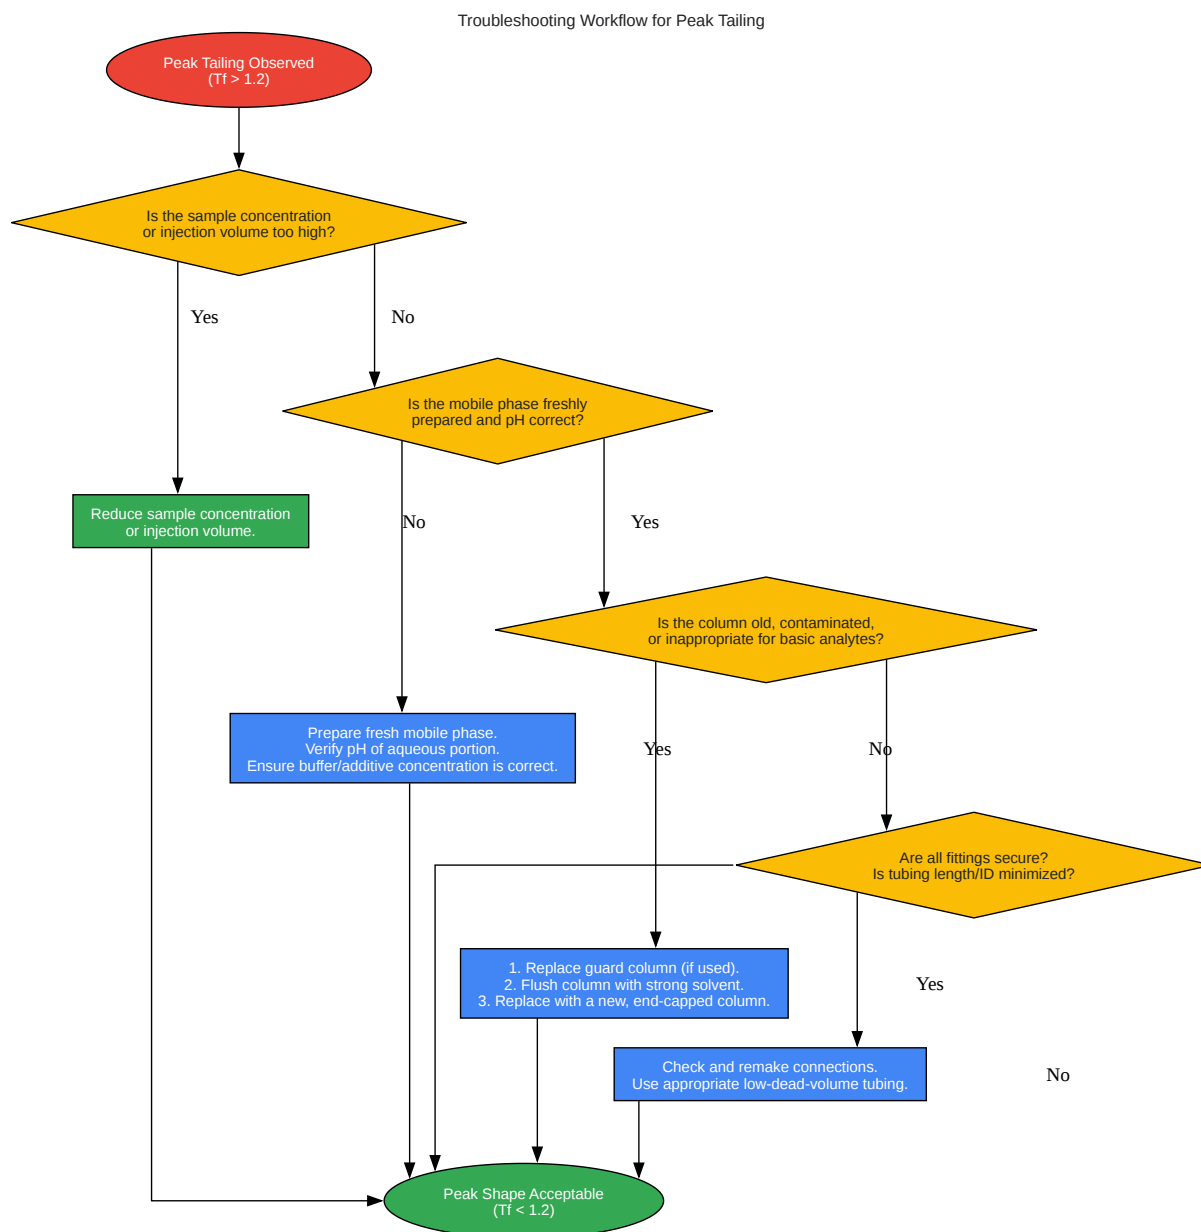 Troubleshooting Workflow for Peak Tailing
Peak Tailing Observed
(Tf > 1.2)
Is the sample concentration
or injection volume too high?
Yes
No
Is the mobile phase freshly
prepared and pH correct?
Reduce sample concentration
or injection volume.
No
Yes
Is the column old, contaminated,
or inappropriate for basic analytes?
Prepare fresh mobile phase.
Verify pH of aqueous portion.
Ensure buffer/additive concentration is correct.
Yes
No
Are all fittings secure?
Is tubing length/ID minimized?
1. Replace guard column (if used).
2. Flush column with strong solvent.
3. Replace with a new, end-capped column.
Yes
Check and remake connections.
Use appropriate low-dead-volume tubing.
No
Peak Shape Acceptable
(Tf < 1.2)